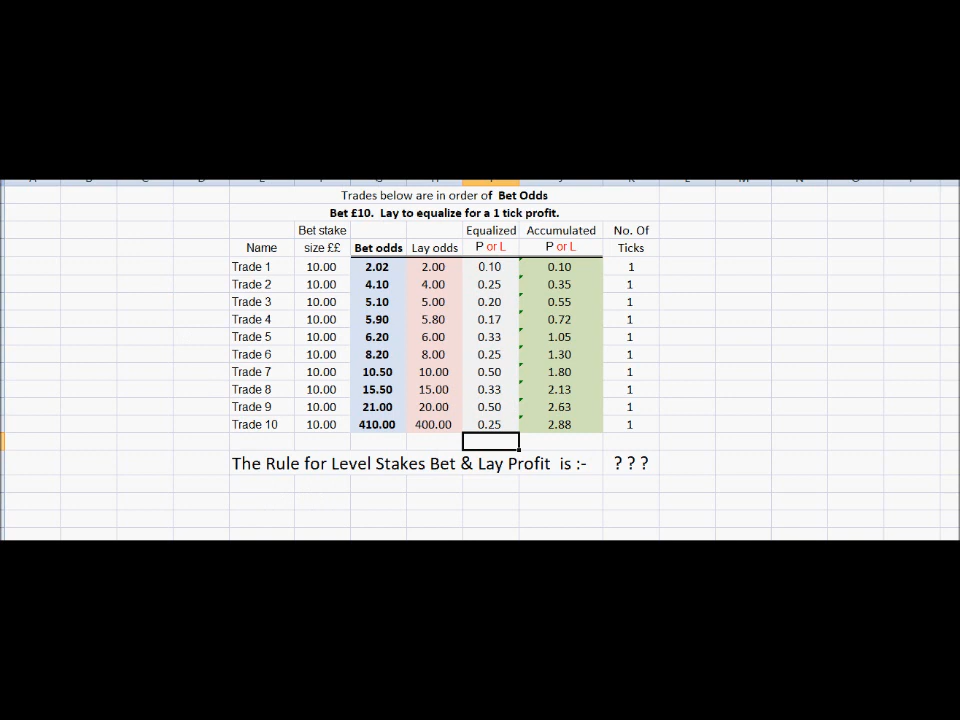 Trades below are in order of Bet Odds
Bet £10. Lay to equalize for a 1 tick profit.
Bet stake Equalized Accumulated No. Of
Name size ££ Bet odds Lay odds P or L P or L Ticks
Trade 1 10.00 2.02 2.00 0.10 0.10 1
Trade 2 10.00 4.10 4.00 0.25 0.35 1
Trade 3 10.00 5.10 5.00 0.20 0.55 1
Trade 4 10.00 5.90 5.80 0.17 0.72 1
Trade 5 10.00 6.20 6.00 0.33 1.05 1
Trade 6 10.00 8.20 8.00 0.25 1.30 1
Trade 7 10.00 10.50 10.00 0.50 1.80 1
Trade 8 10.00 15.50 15.00 0.33 2.13 1
Trade 9 10.00 21.00 20.00 0.50 2.63 1
Trade 10 10.00 410.00 400.00 0.25 2.88 1
The Rule for Level Stakes Bet & Lay Profit is :- ? ? ?